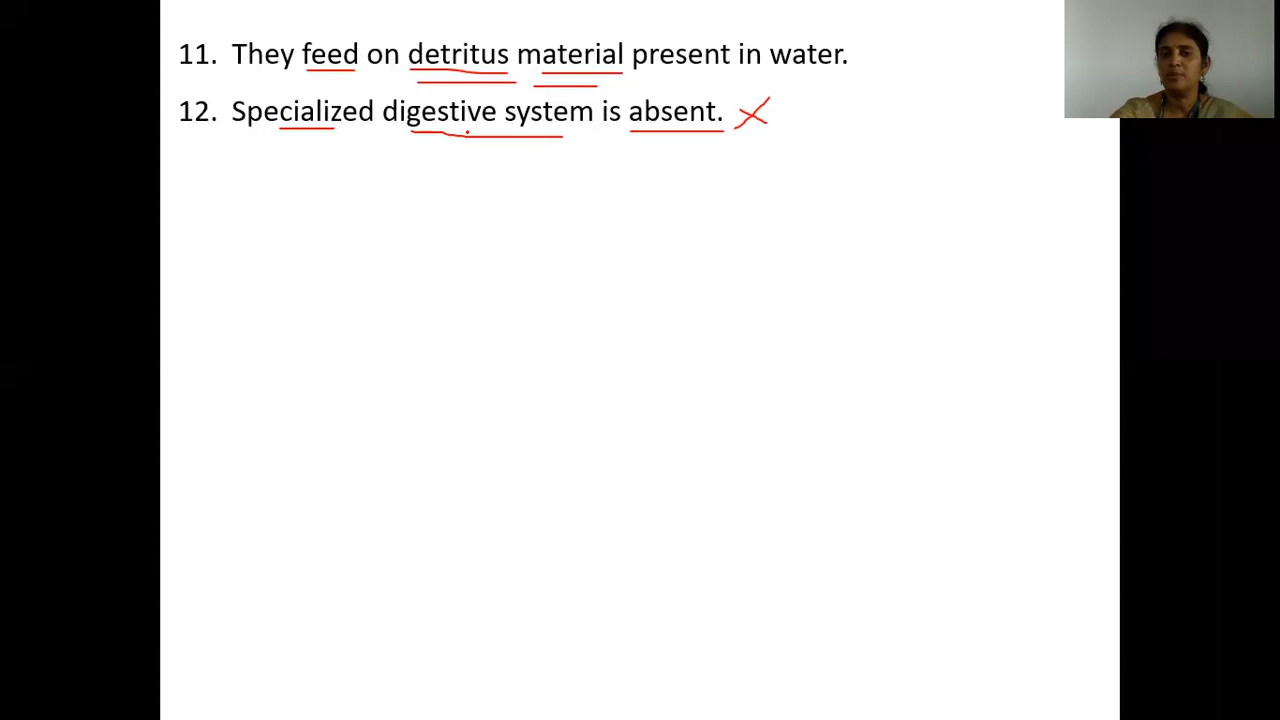 11. They feed on detritus material present in water.
12. Specialized digestive system is absent.